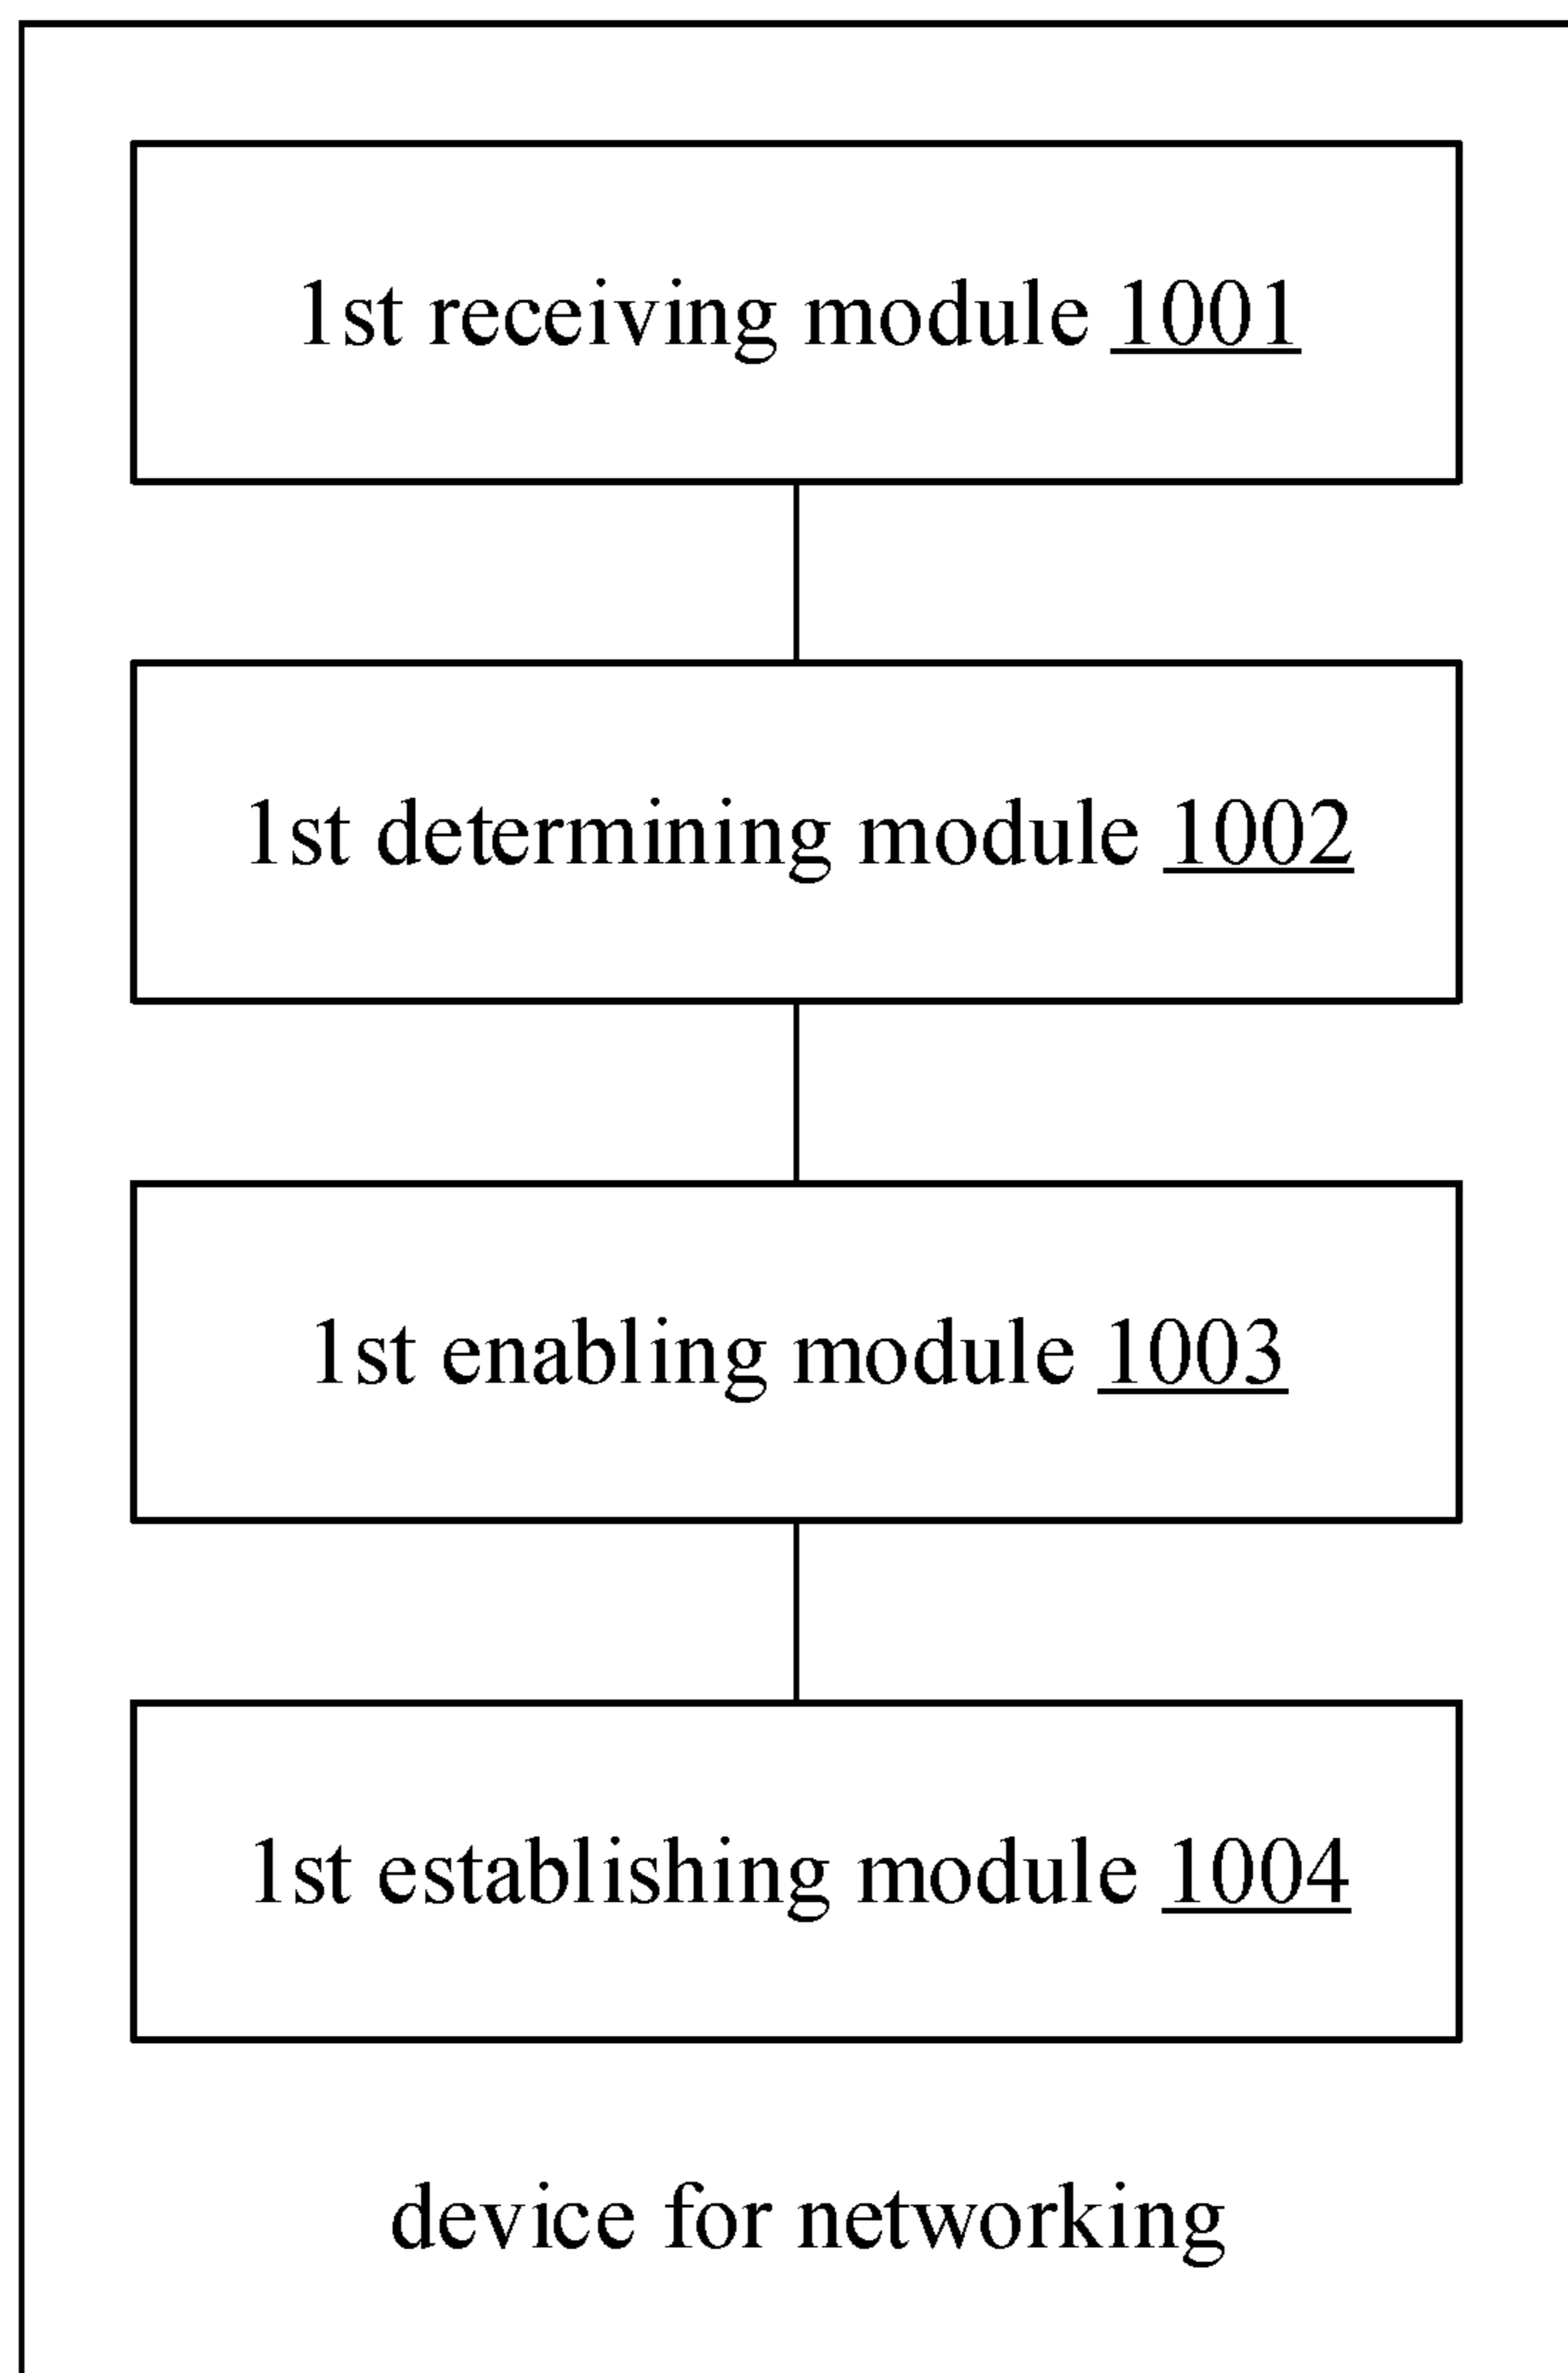 1st receiving module 1001
1st determining module 1002
1st enabling module 1003
1st establishing module 1004
device for networking